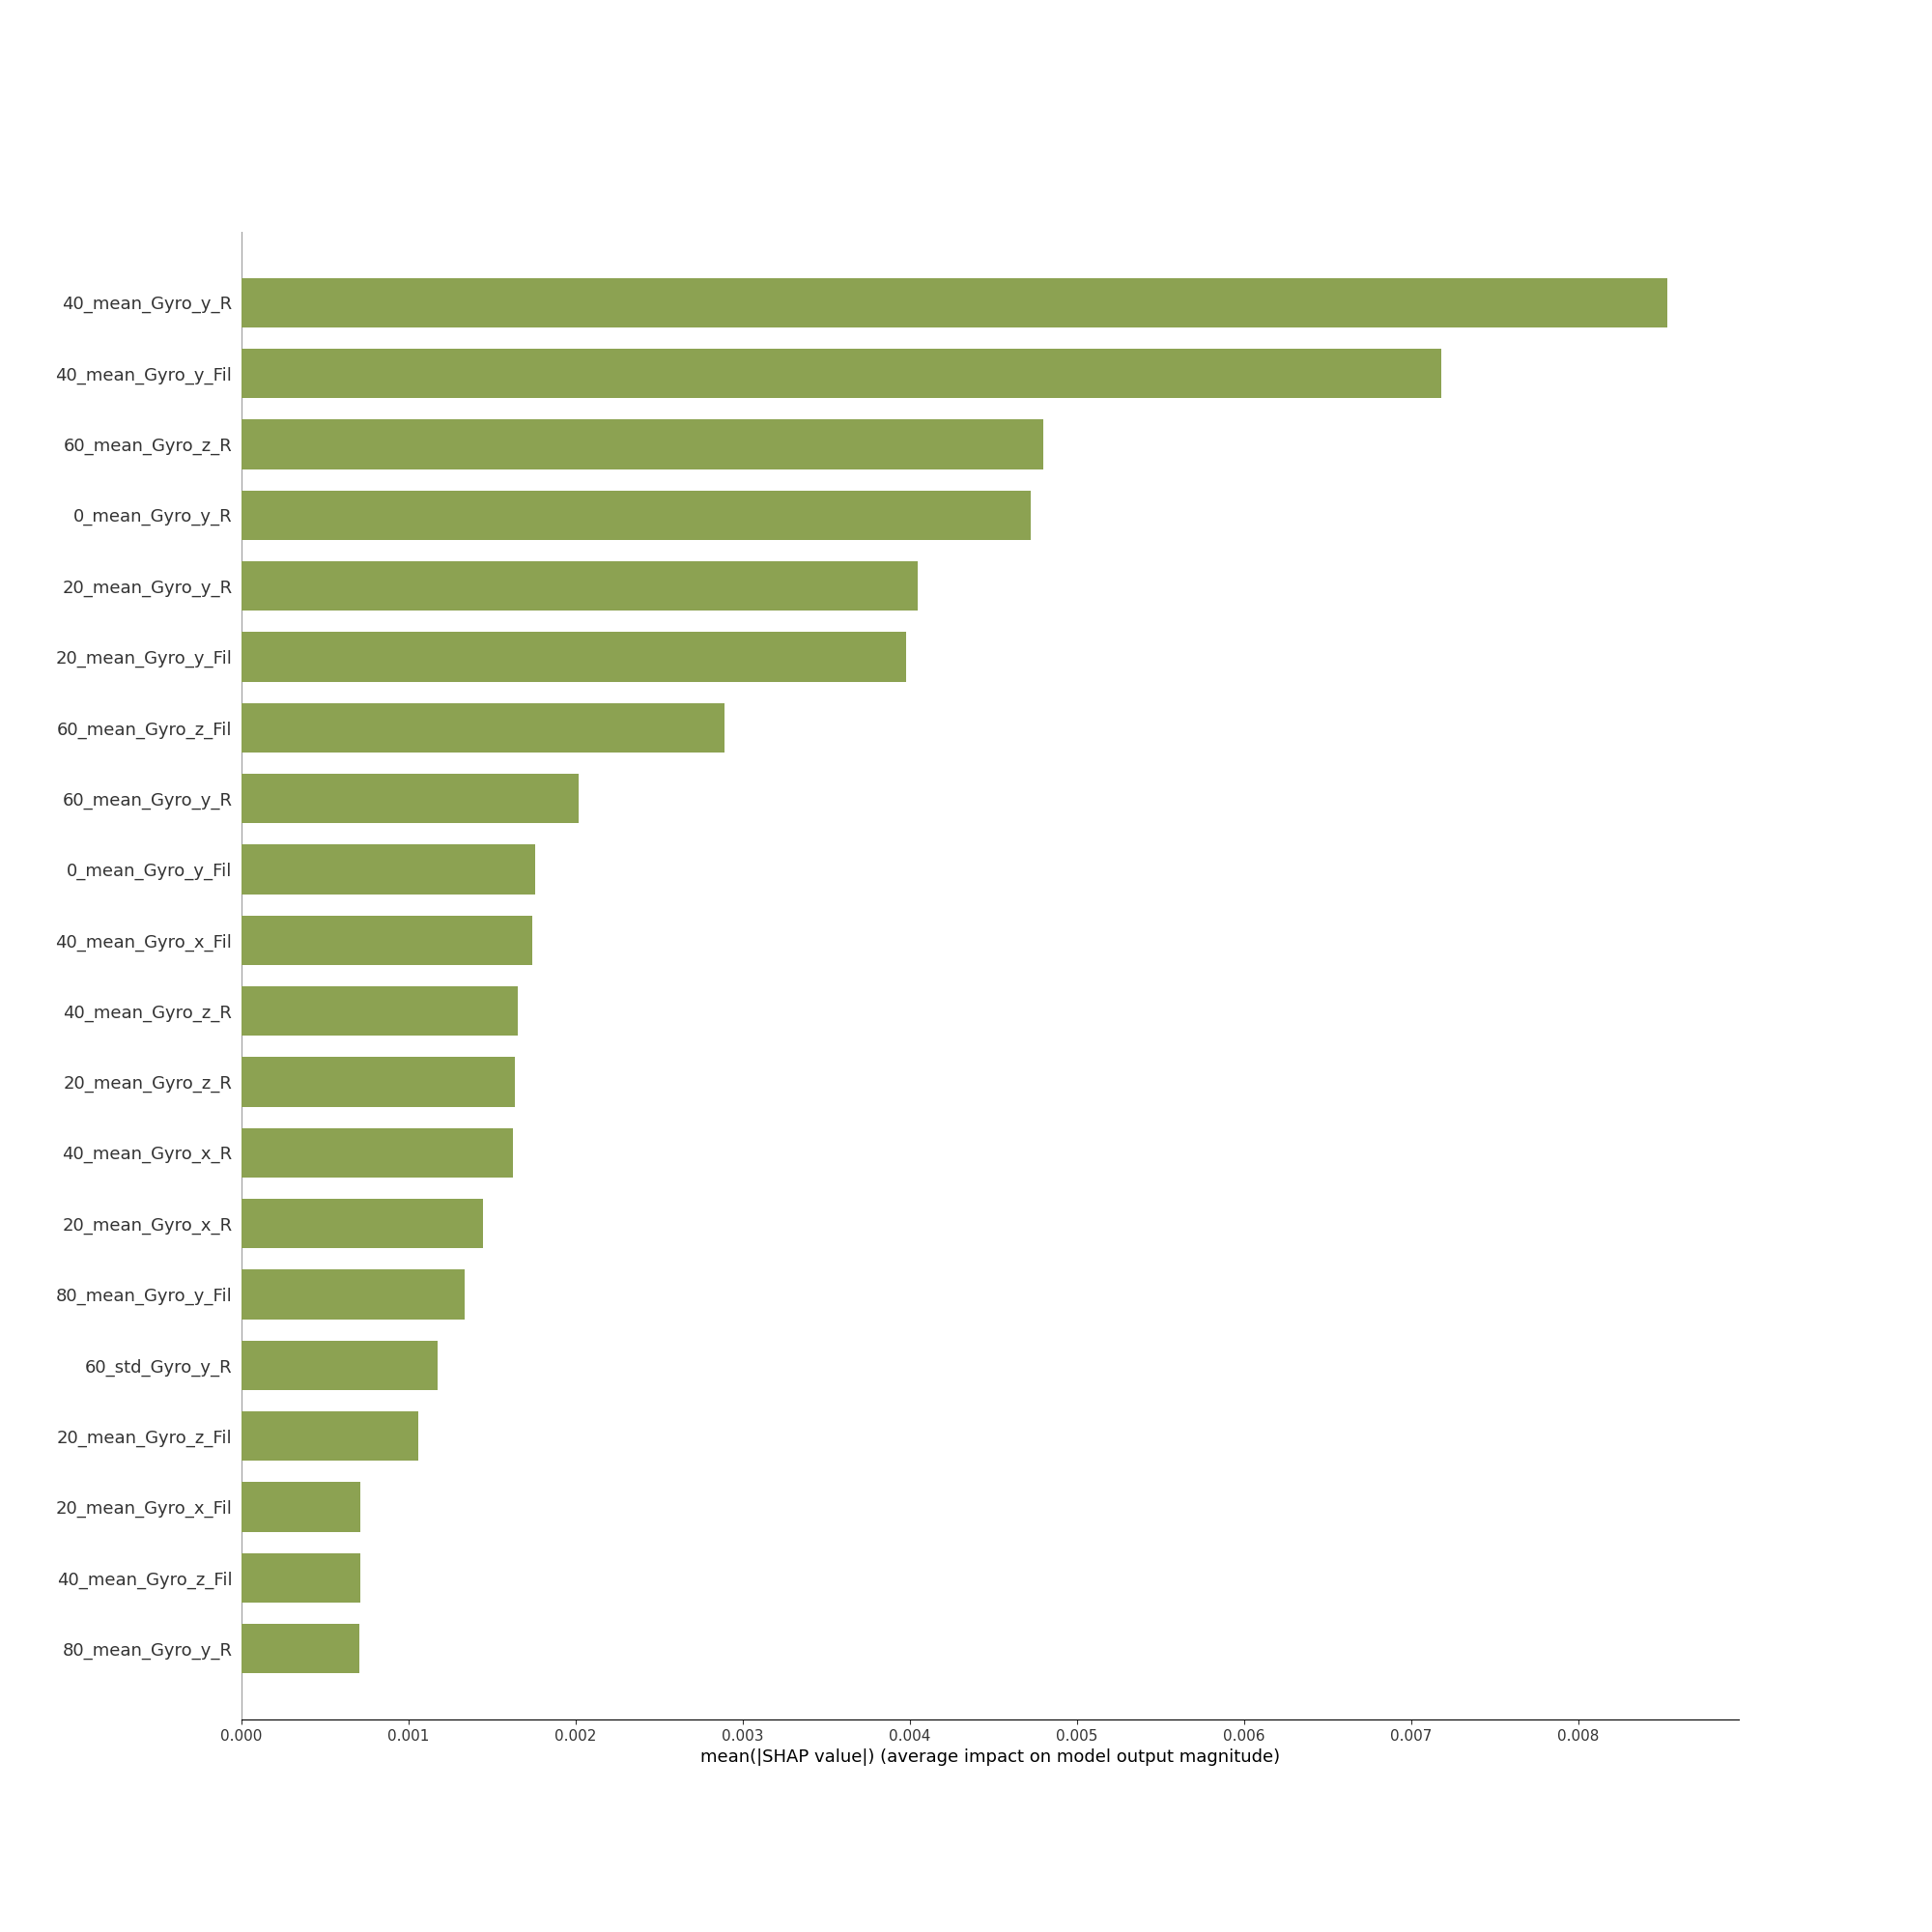 40_mean_Gyro_y_R
40_mean_Gyro_y_Fil
60_mean_Gyro_z_R
0_mean_Gyro_y_R
20_mean_Gyro_y_R
20_mean_Gyro_y_Fil
60_mean_Gyro_z_Fil
60_mean_Gyro_y_R
0_mean_Gyro_y_Fil
40_mean_Gyro_x_Fil
40_mean_Gyro_z_R
20_mean_Gyro_z_R
40_mean_Gyro_x_R
20_mean_Gyro_x_R
80_mean_Gyro_y_Fil
60_std_Gyro_y_R
20_mean_Gyro_z_Fil
20_mean_Gyro_x_Fil
40_mean_Gyro_z_Fil
80_mean_Gyro_y_R
0.000 0.001 0.002 0.003 0.004 0.005 0.006 0.007 0.008
mean(|SHAP value|) (average impact on model output magnitude)